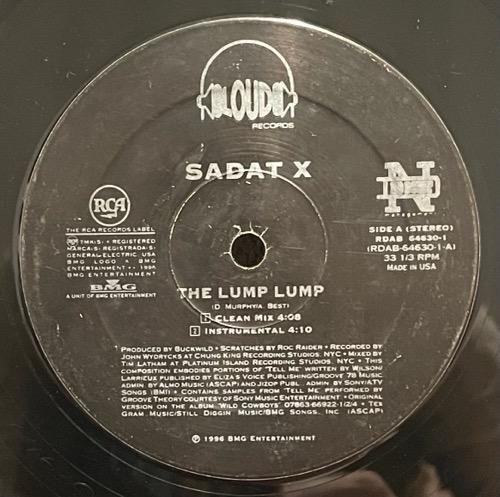 LOUD
RECORDS
SADAT X
RCA
THE RCA RECORDS LABEL
TMK(S) • REGISTERED
MARCA(S) • REGISTRADA(S)
GENERAL ELECTRIC, USA
BMG LOGO • BMG
ENTERTAINMENT • 1996
BMG ENTERTAINMENT
BMG
A UNIT OF BMG ENTERTAINMENT
N
management
SIDE A (STEREO)
RDAB 64630-1
(RDAB-64630-1-A)
33 1/3 RPM
MADE IN USA
THE LUMP LUMP
(D. MURPHY/A. BEST)
1 CLEAN MIX 4:08
2 INSTRUMENTAL 4:10
PRODUCED BY BUCKWILD • SCRATCHES BY ROC RAIDER • RECORDED BY
JOHN WYDRYCKS AT CHUNG KING RECORDING STUDIOS, NYC • MIXED BY
TIM LATHAM AT PLATINUM ISLAND RECORDING STUDIOS, NYC • THIS
COMPOSITION EMBODIES PORTIONS OF "TELL ME" WRITTEN BY WILSON/
LARRIEUX PUBLISHED BY ELIZA'S VOICE PUBLISHING/GROOVE 78 MUSIC
ADMIN. BY ALMO MUSIC (ASCAP) AND JIZOP PUBL. ADMIN. BY SONY/ATV
SONGS (BMI) • CONTAINS SAMPLES FROM "TELL ME" PERFORMED BY
GROOVE THEORY COURTESY OF SONY MUSIC ENTERTAINMENT • ORIGINAL
VERSION ON THE ALBUM "WILD COWBOYS" 07863-66922-1/2/4 • TEE
GRAM MUSIC/STILL DIGGIN' MUSIC/BMG SONGS, INC. (ASCAP)
℗ 1996 BMG ENTERTAINMENT